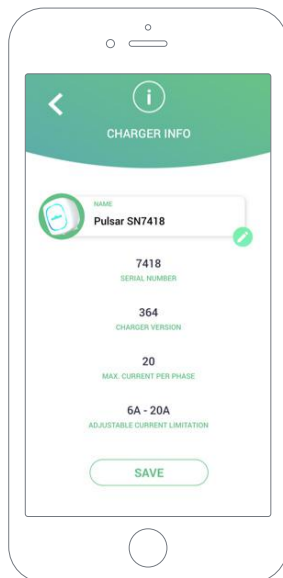 CHARGER INFO
NAME
Pulsar SN7418
7418
SERIAL NUMBER
364
CHARGER VERSION
20
MAX. CURRENT PER PHASE
6A - 20A
ADJUSTABLE CURRENT LIMITATION
SAVE